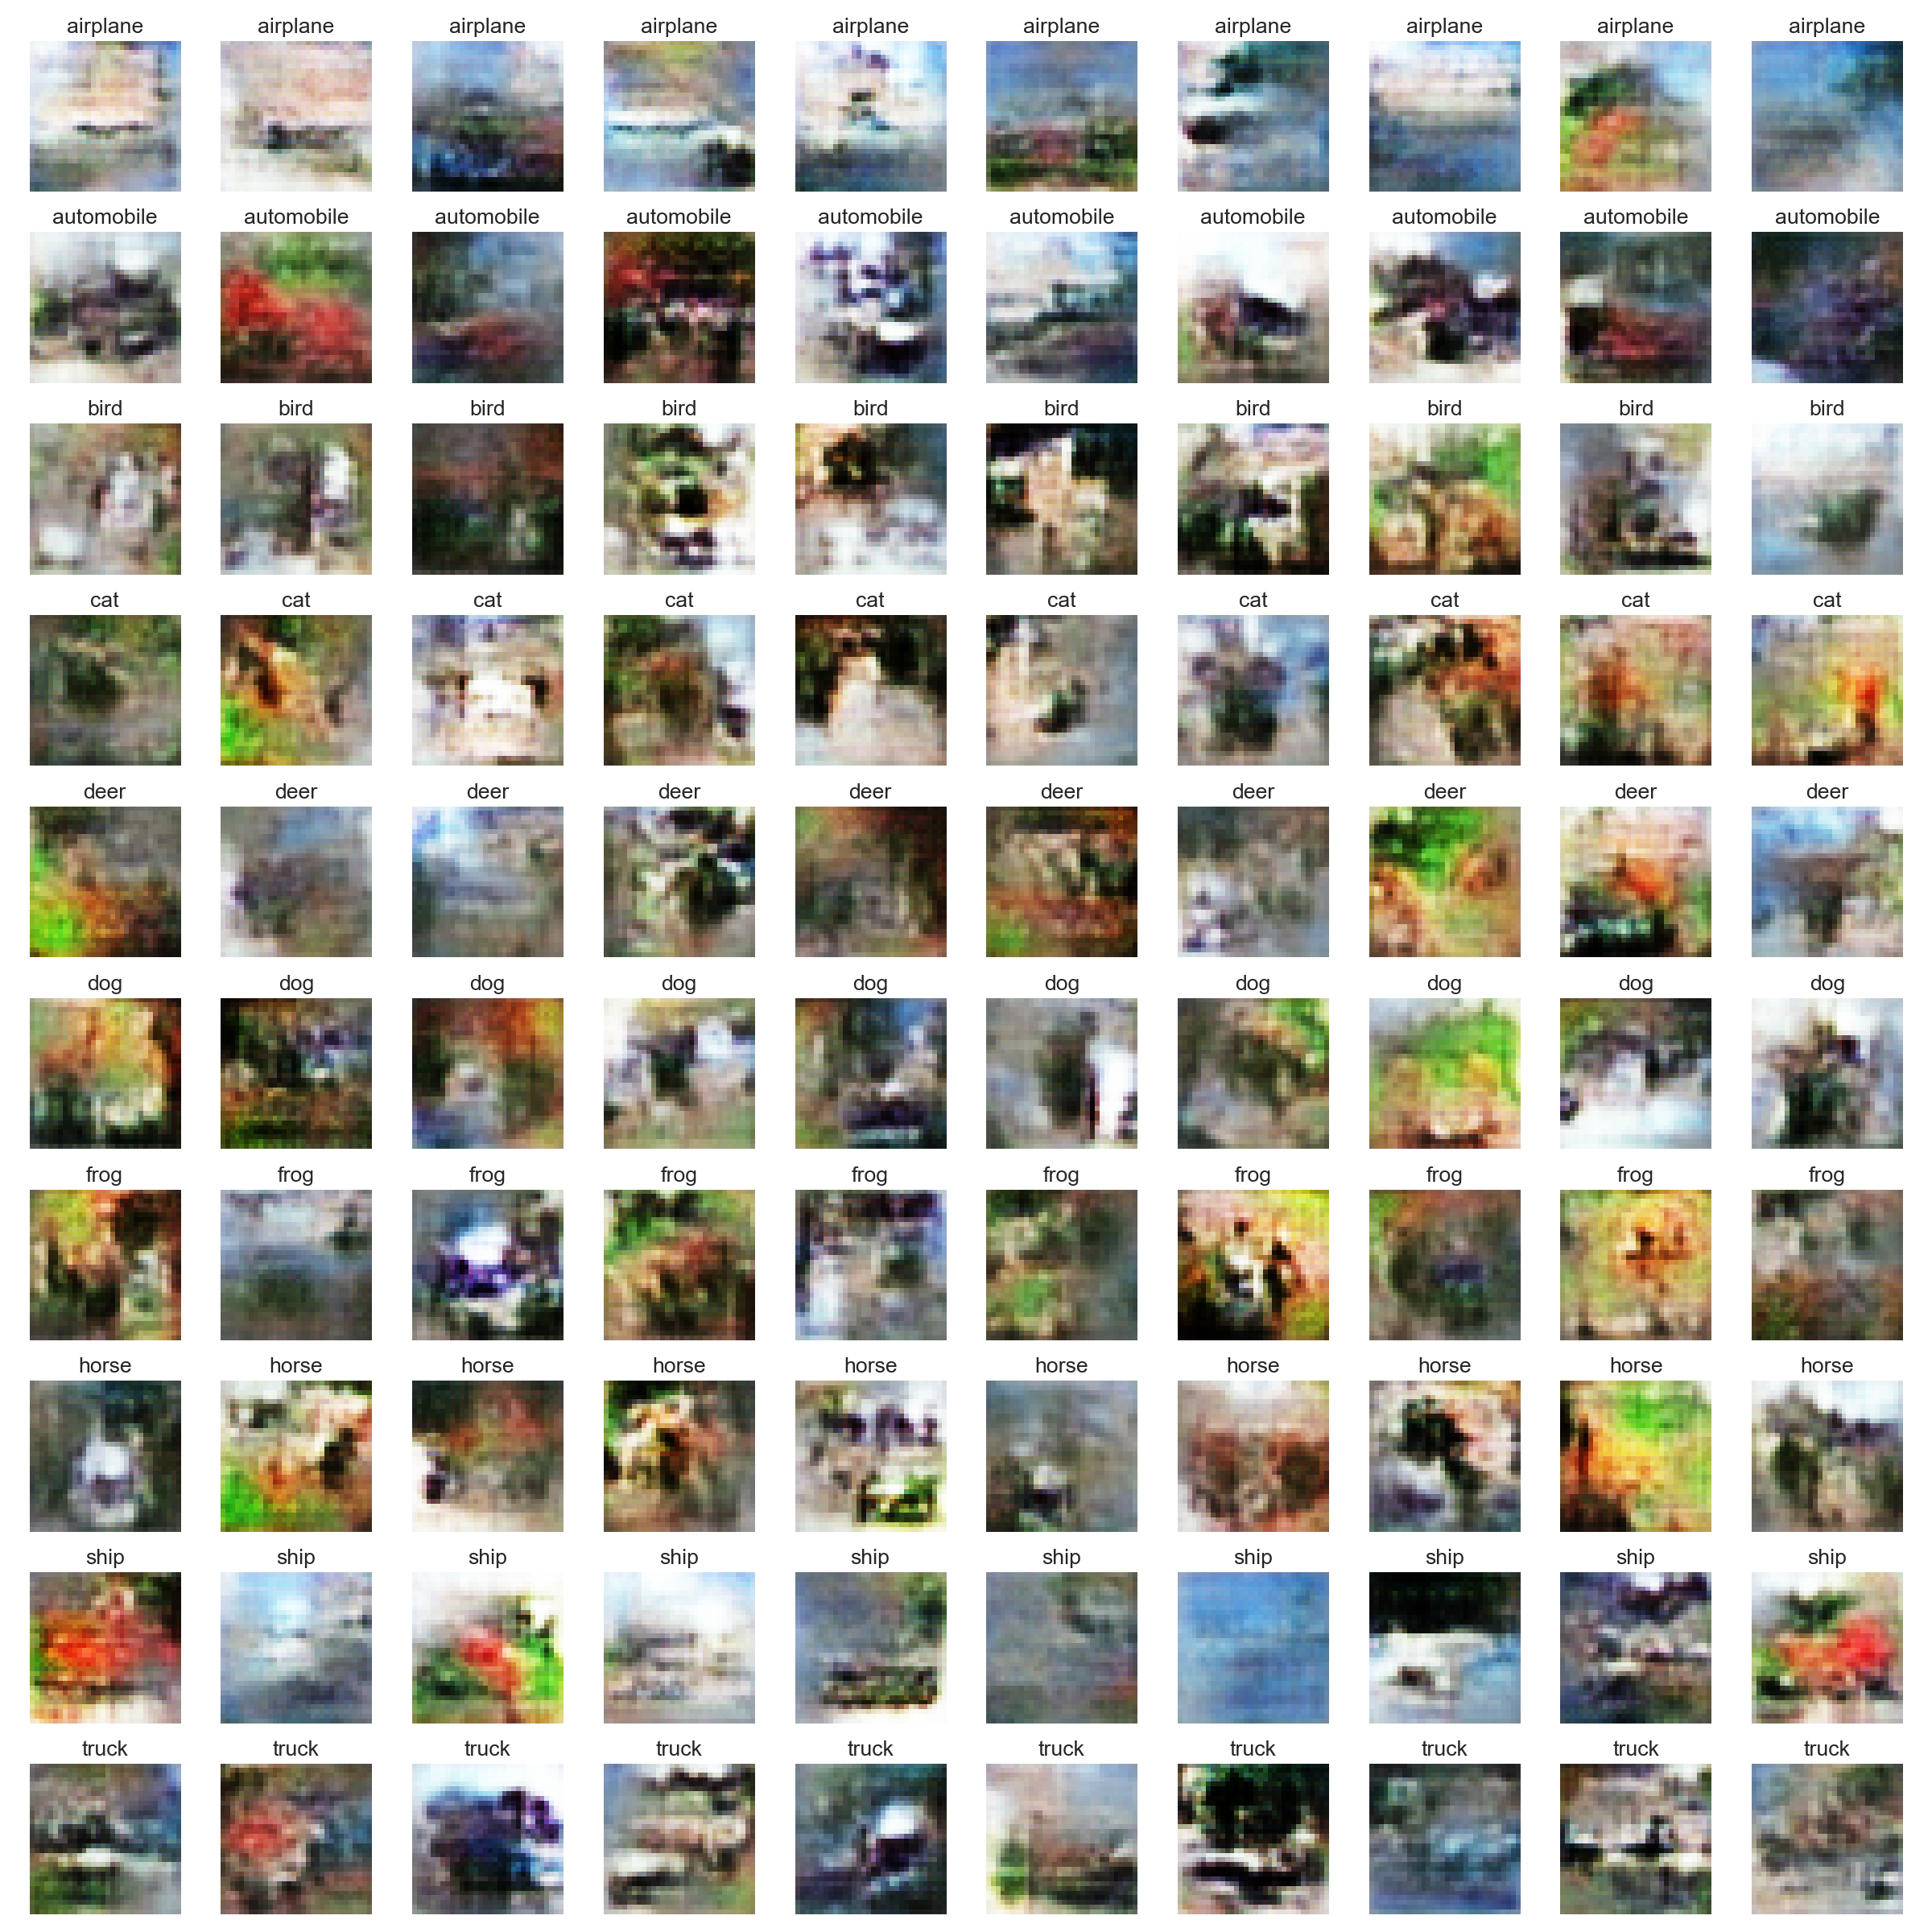 airplane airplane airplane airplane airplane airplane airplane airplane airplane airplane
automobile automobile automobile automobile automobile automobile automobile automobile automobile automobile
bird bird bird bird bird bird bird bird bird bird
cat cat cat cat cat cat cat cat cat cat
deer deer deer deer deer deer deer deer deer deer
dog dog dog dog dog dog dog dog dog dog
frog frog frog frog frog frog frog frog frog frog
horse horse horse horse horse horse horse horse horse horse
ship ship ship ship ship ship ship ship ship ship
truck truck truck truck truck truck truck truck truck truck